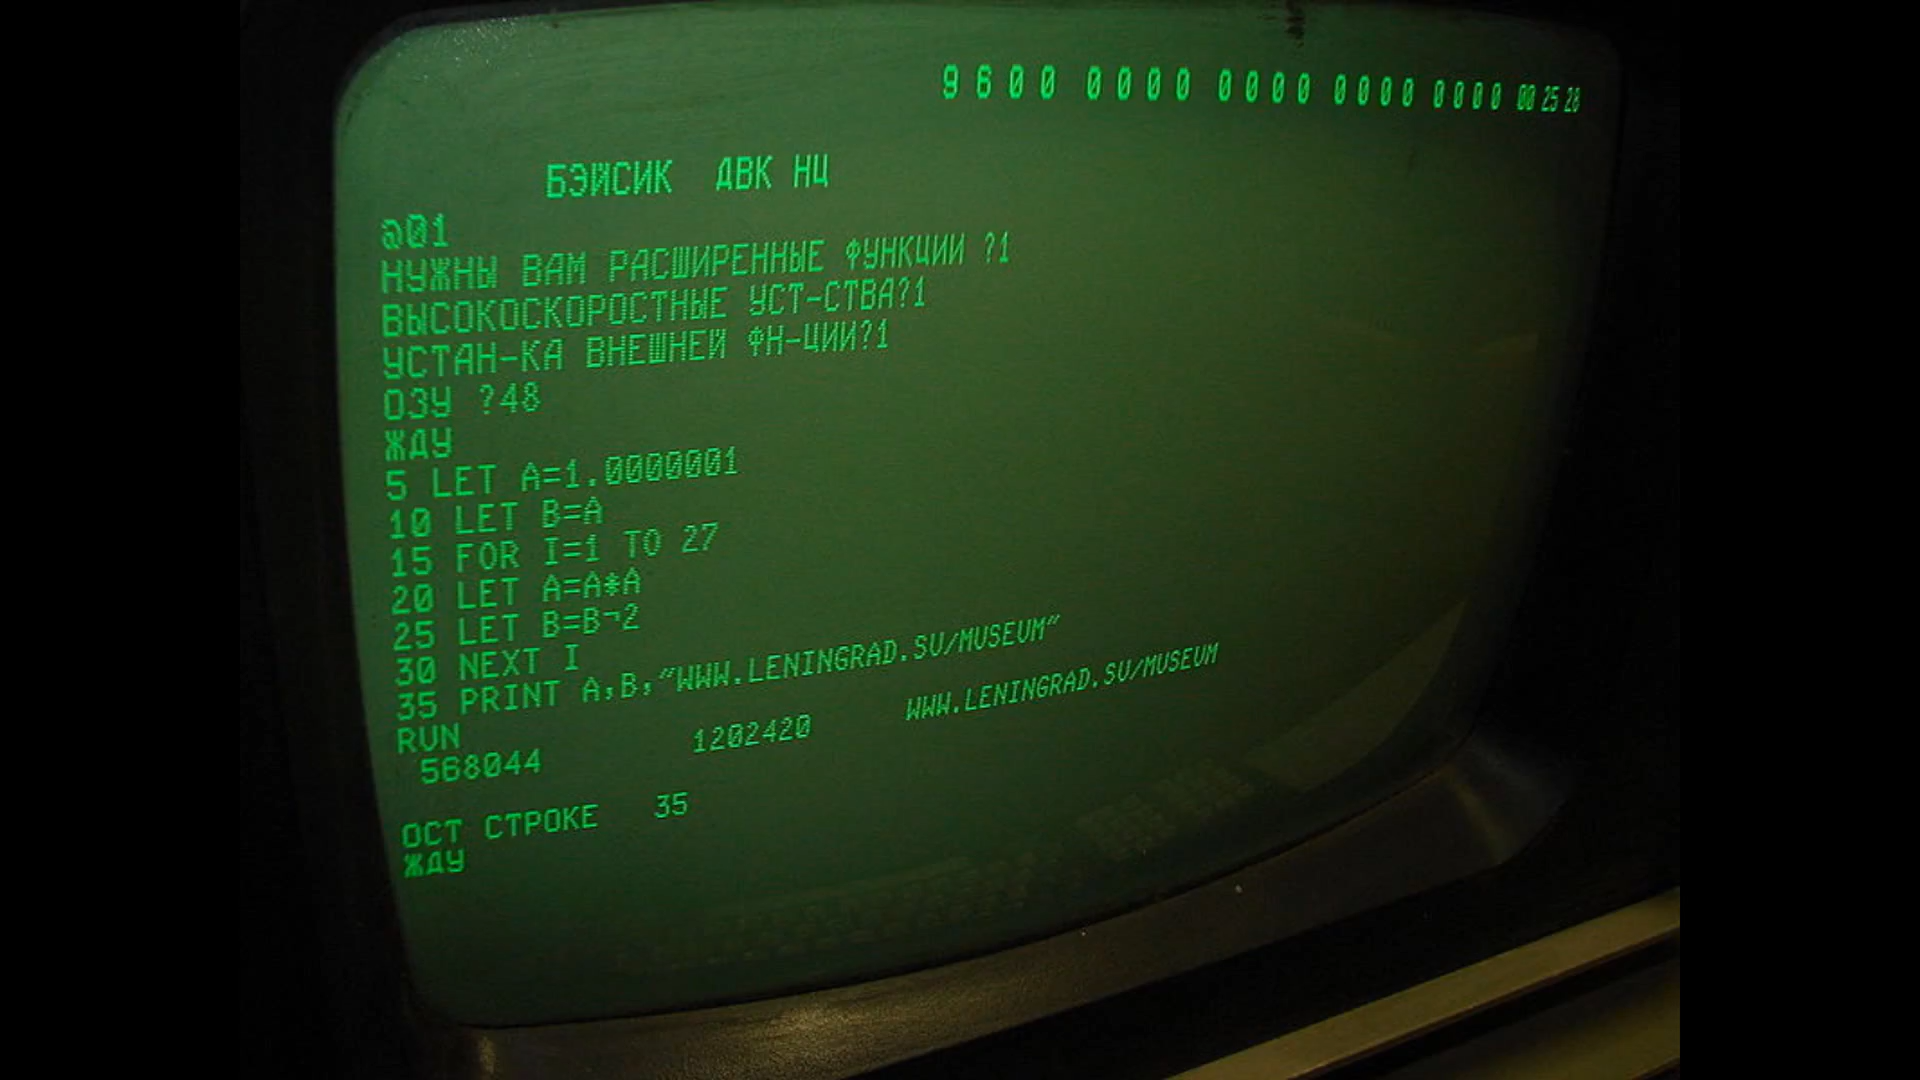 9600 0000 0000 0000 0000 00 25 28
БЭЙСИК ДВК НЦ
@01
НУЖНЫ ВАМ РАСШИРЕННЫЕ ФУНКЦИИ ?1
ВЫСОКОСКОРОСТНЫЕ УСТ-СТВА?1
УСТАН-КА ВНЕШНЕЙ ФН-ЦИИ?1
ОЗУ ?48
ЖДУ
5 LET A=1.0000001
10 LET B=A
15 FOR I=1 TO 27
20 LET A=A*A
25 LET B=B¬2
30 NEXT I
35 PRINT A,B,"WWW.LENINGRAD.SU/MUSEUM"
RUN
568044 1202420 WWW.LENINGRAD.SU/MUSEUM
ОСТ СТРОКЕ 35
ЖДУ